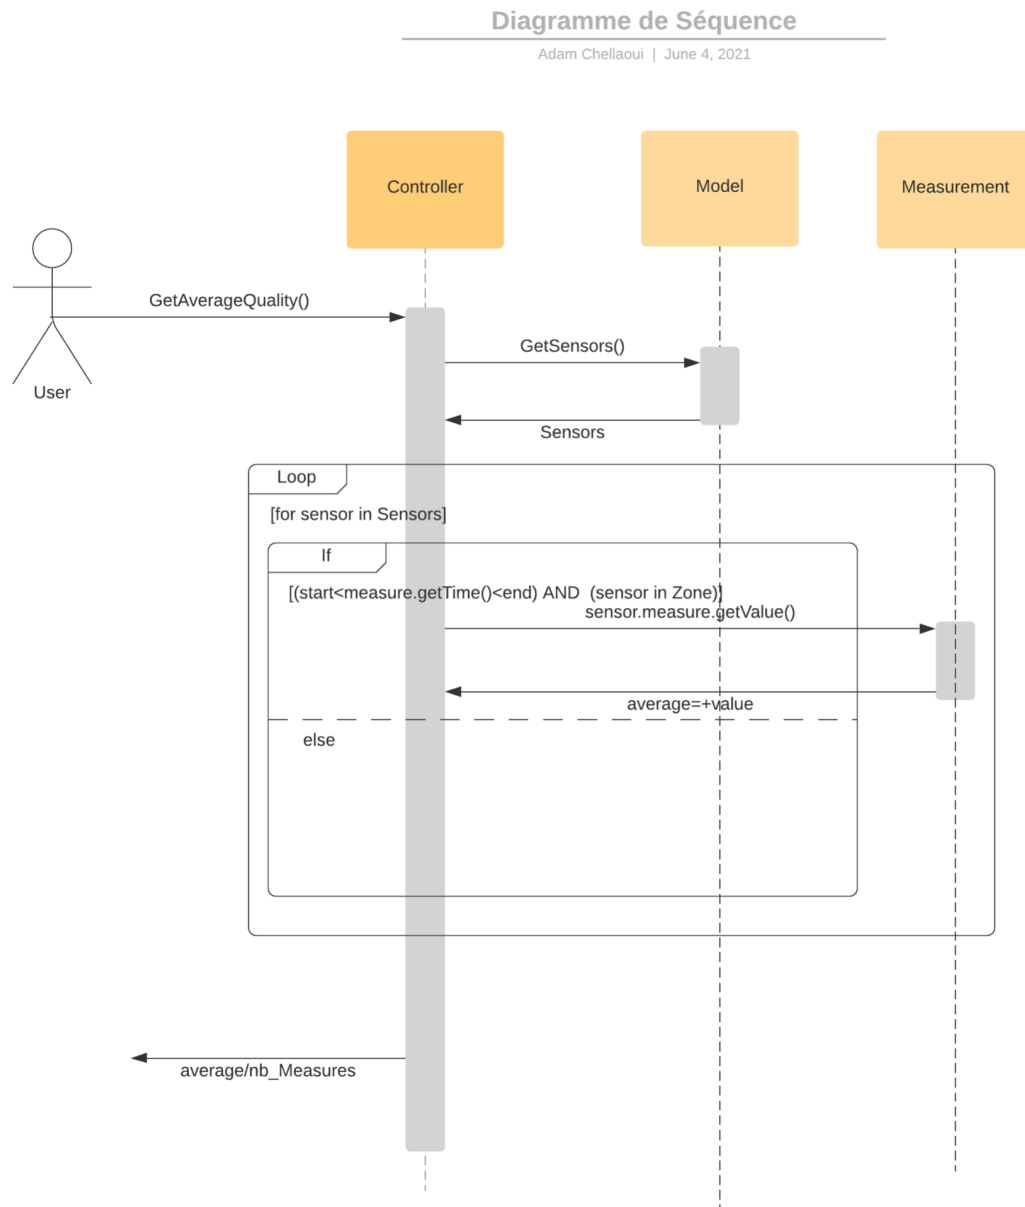 Diagramme de Séquence
Adam Chellaoui | June 4, 2021
Controller
Model
Measurement
GetAverageQuality()
GetSensors()
User
Sensors
Loop
[for sensor in Sensors]
If
[(start<measure.getTime()<end) AND (sensor in Zone)]
sensor.measure.getValue()
average=+value
else
average/nb_Measures